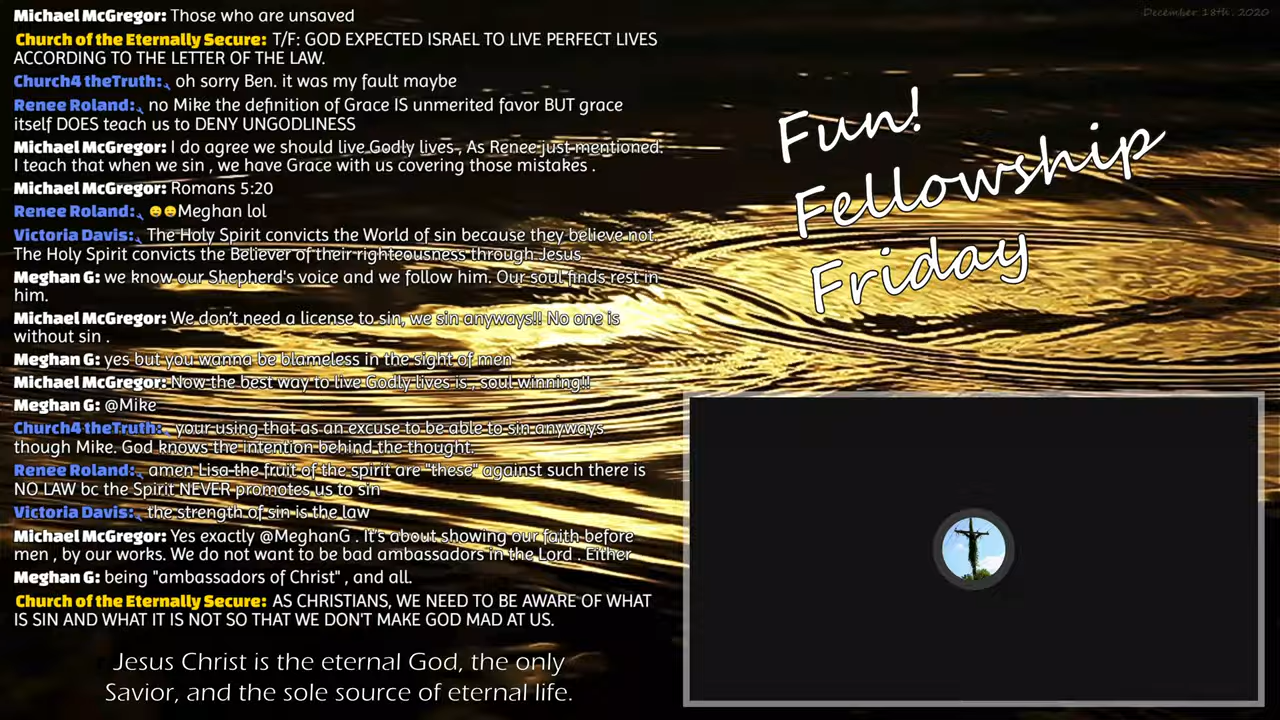 Michael McGregor: Those who are unsaved
Church of the Eternally Secure: T/F: GOD EXPECTED ISRAEL TO LIVE PERFECT LIVES
ACCORDING TO THE LETTER OF THE LAW.
Church4 theTruth: oh sorry Ben. it was my fault maybe
Renee Roland: no Mike the definition of Grace IS unmerited favor BUT grace
itself DOES teach us to DENY UNGODLINESS
Michael McGregor: I do agree we should live Godly lives , As Renee just mentioned.
I teach that when we sin , we have Grace with us covering those mistakes .
Michael McGregor: Romans 5:20
Renee Roland: 😐😐Meghan lol
Victoria Davis: The Holy Spirit convicts the World of sin because they believe not.
The Holy Spirit convicts the Believer of their righteousness through Jesus
Meghan G: we know our Shepherd's voice and we follow him. Our soul finds rest in
him.
Michael McGregor: We don't need a license to sin, we sin anyways!! No one is
without sin .
Meghan G: yes but you wanna be blameless in the sight of men
Michael McGregor: Now the best way to live Godly lives is , soul winning!!
Meghan G: @Mike
Church4 theTruth: your using that as an excuse to be able to sin anyways
though Mike. God knows the intention behind the thought.
Renee Roland: amen Lisa the fruit of the spirit are "these" against such there is
NO LAW bc the Spirit NEVER promotes us to sin
Victoria Davis: the strength of sin is the law
Michael McGregor: Yes exactly @MeghanG . It's about showing our faith before
men , by our works. We do not want to be bad ambassadors in the Lord . Either
Meghan G: being "ambassadors of Christ" , and all.
Church of the Eternally Secure: AS CHRISTIANS, WE NEED TO BE AWARE OF WHAT
IS SIN AND WHAT IT IS NOT SO THAT WE DON'T MAKE GOD MAD AT US.
Jesus Christ is the eternal God, the only
Savior, and the sole source of eternal life.
December 18th, 2020
Fun!
Fellowship
Friday